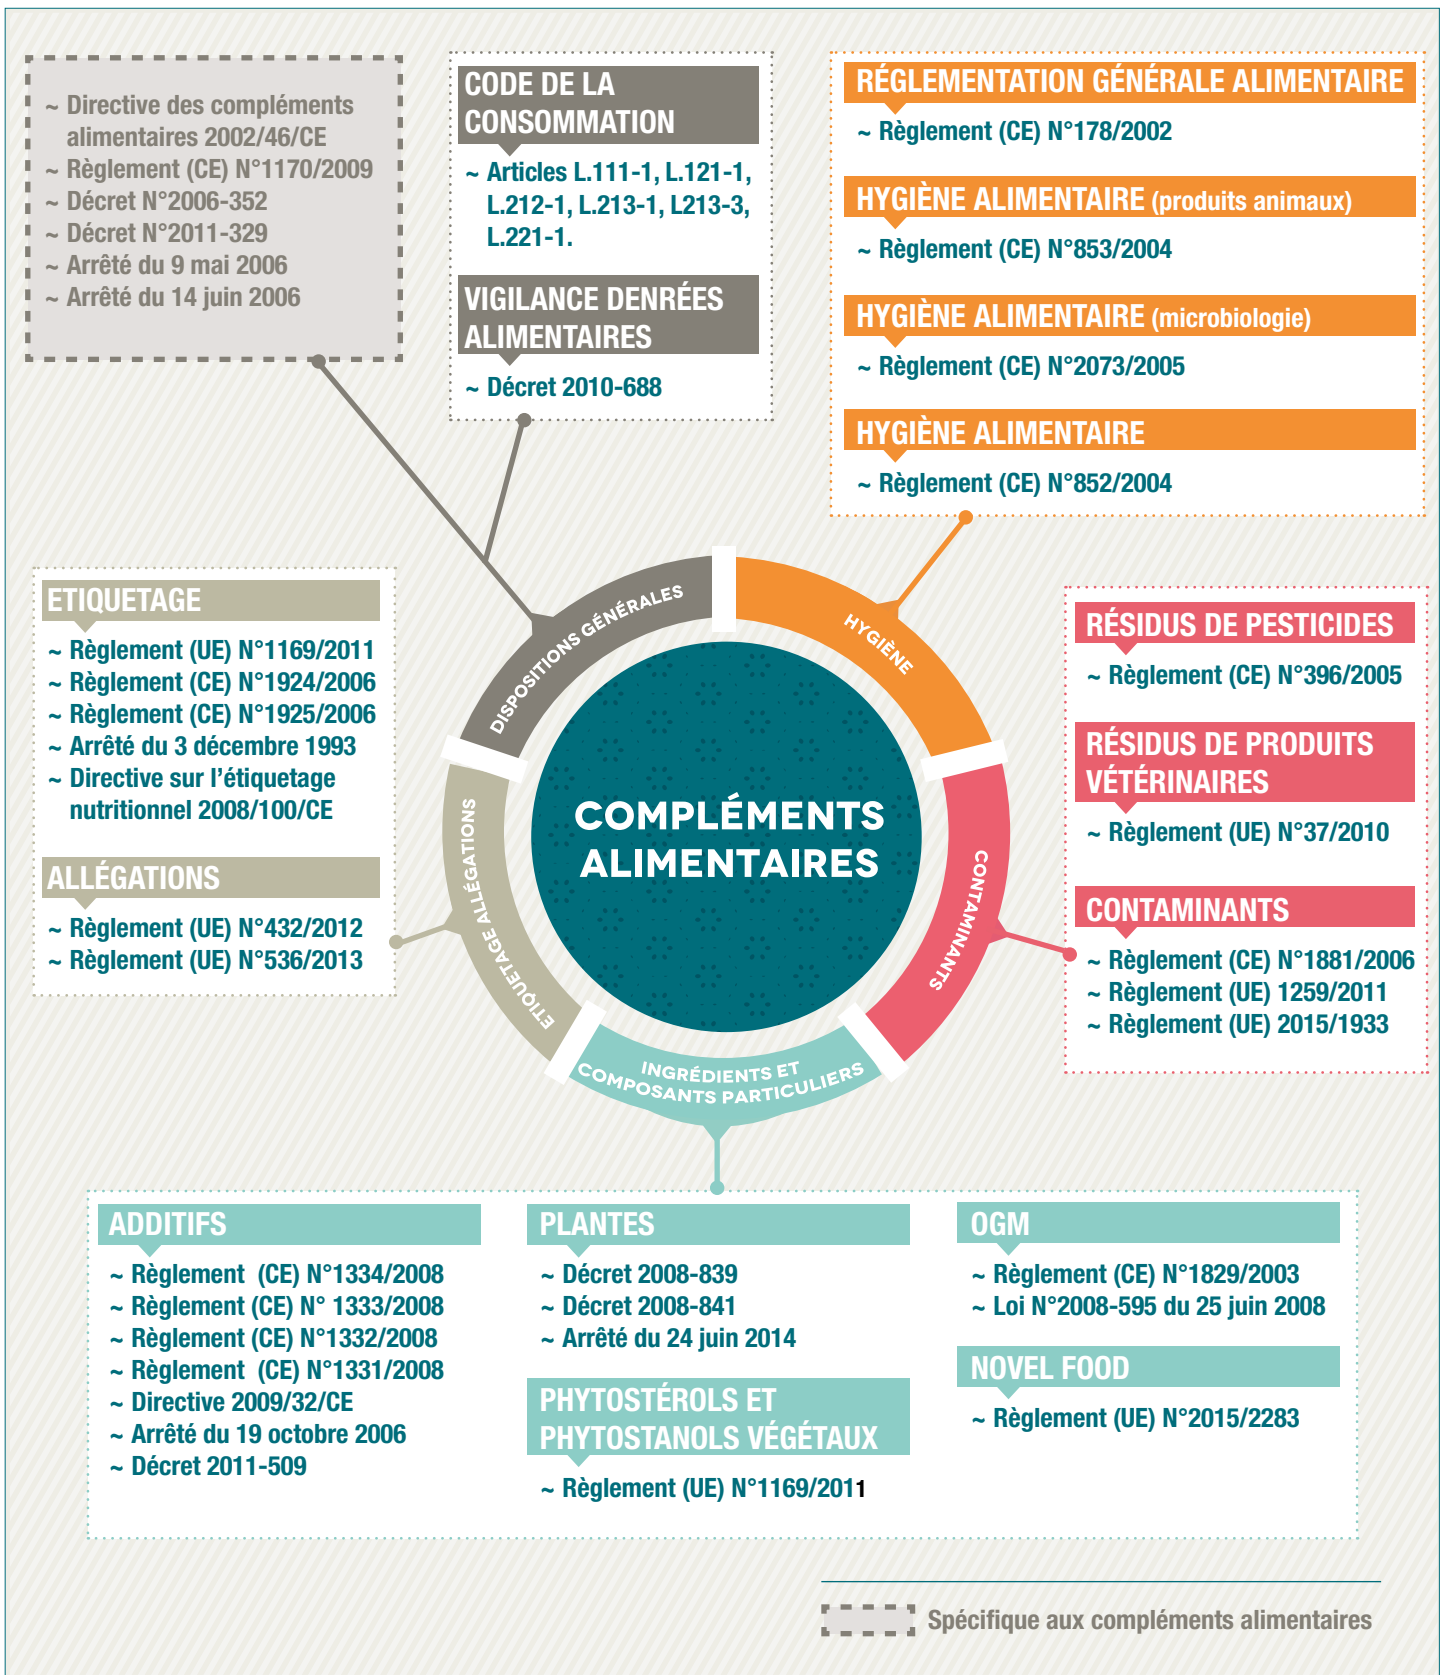 ~ Directive des compléments
alimentaires 2002/46/CE
~ Règlement (CE) N°1170/2009
~ Décret N°2006-352
~ Décret N°2011-329
~ Arrêté du 9 mai 2006
~ Arrêté du 14 juin 2006
CODE DE LA
CONSOMMATION
~ Articles L.111-1, L.121-1,
L.212-1, L.213-1, L213-3,
L.221-1.
VIGILANCE DENRÉES
ALIMENTAIRES
~ Décret 2010-688
RÉGLEMENTATION GÉNÉRALE ALIMENTAIRE
~ Règlement (CE) N°178/2002
HYGIÈNE ALIMENTAIRE (produits animaux)
~ Règlement (CE) N°853/2004
HYGIÈNE ALIMENTAIRE (microbiologie)
~ Règlement (CE) N°2073/2005
HYGIÈNE ALIMENTAIRE
~ Règlement (CE) N°852/2004
ETIQUETAGE
~ Règlement (UE) N°1169/2011
~ Règlement (CE) N°1924/2006
~ Règlement (CE) N°1925/2006
~ Arrêté du 3 décembre 1993
~ Directive sur l'étiquetage
nutritionnel 2008/100/CE
ALLÉGATIONS
~ Règlement (UE) N°432/2012
~ Règlement (UE) N°536/2013
DISPOSITIONS GÉNÉRALES
HYGIÈNE
CONTAMINANTS
INGRÉDIENTS ET
COMPOSANTS PARTICULIERS
ETIQUETAGE ALLÉGATIONS
COMPLÉMENTS
ALIMENTAIRES
RÉSIDUS DE PESTICIDES
~ Règlement (CE) N°396/2005
RÉSIDUS DE PRODUITS
VÉTÉRINAIRES
~ Règlement (UE) N°37/2010
CONTAMINANTS
~ Règlement (CE) N°1881/2006
~ Règlement (UE) 1259/2011
~ Règlement (UE) 2015/1933
ADDITIFS
~ Règlement (CE) N°1334/2008
~ Règlement (CE) N° 1333/2008
~ Règlement (CE) N°1332/2008
~ Règlement (CE) N°1331/2008
~ Directive 2009/32/CE
~ Arrêté du 19 octobre 2006
~ Décret 2011-509
PLANTES
~ Décret 2008-839
~ Décret 2008-841
~ Arrêté du 24 juin 2014
PHYTOSTÉROLS ET
PHYTOSTANOLS VÉGÉTAUX
~ Règlement (UE) N°1169/2011
OGM
~ Règlement (CE) N°1829/2003
~ Loi N°2008-595 du 25 juin 2008
NOVEL FOOD
~ Règlement (UE) N°2015/2283
Spécifique aux compléments alimentaires